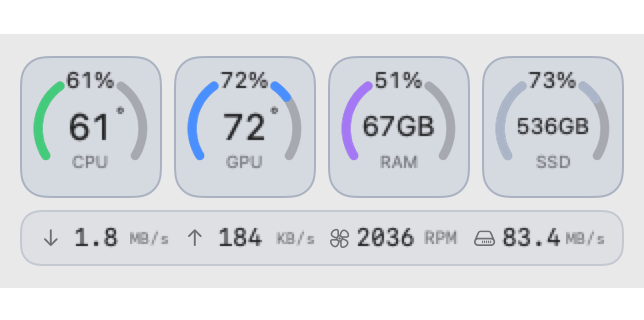 61% 72% 51% 73%
61° 72° 67GB 536GB
CPU GPU RAM SSD
1.8 MB/s 184 KB/s 2036 RPM 83.4 MB/s